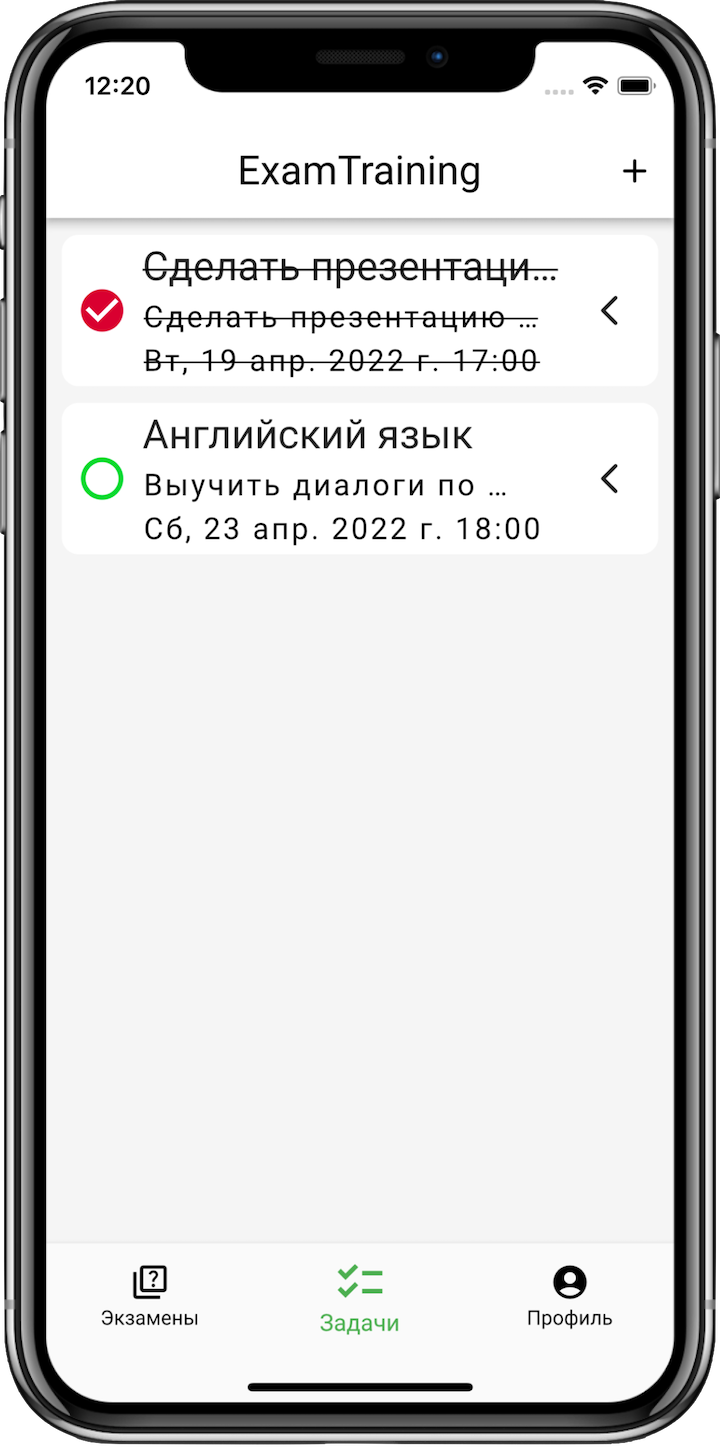 12:20
ExamTraining
Сделать презентаци…
Сделать презентацию …
Вт, 19 апр. 2022 г. 17:00
Английский язык
Выучить диалоги по …
Сб, 23 апр. 2022 г. 18:00
Экзамены
Задачи
Профиль